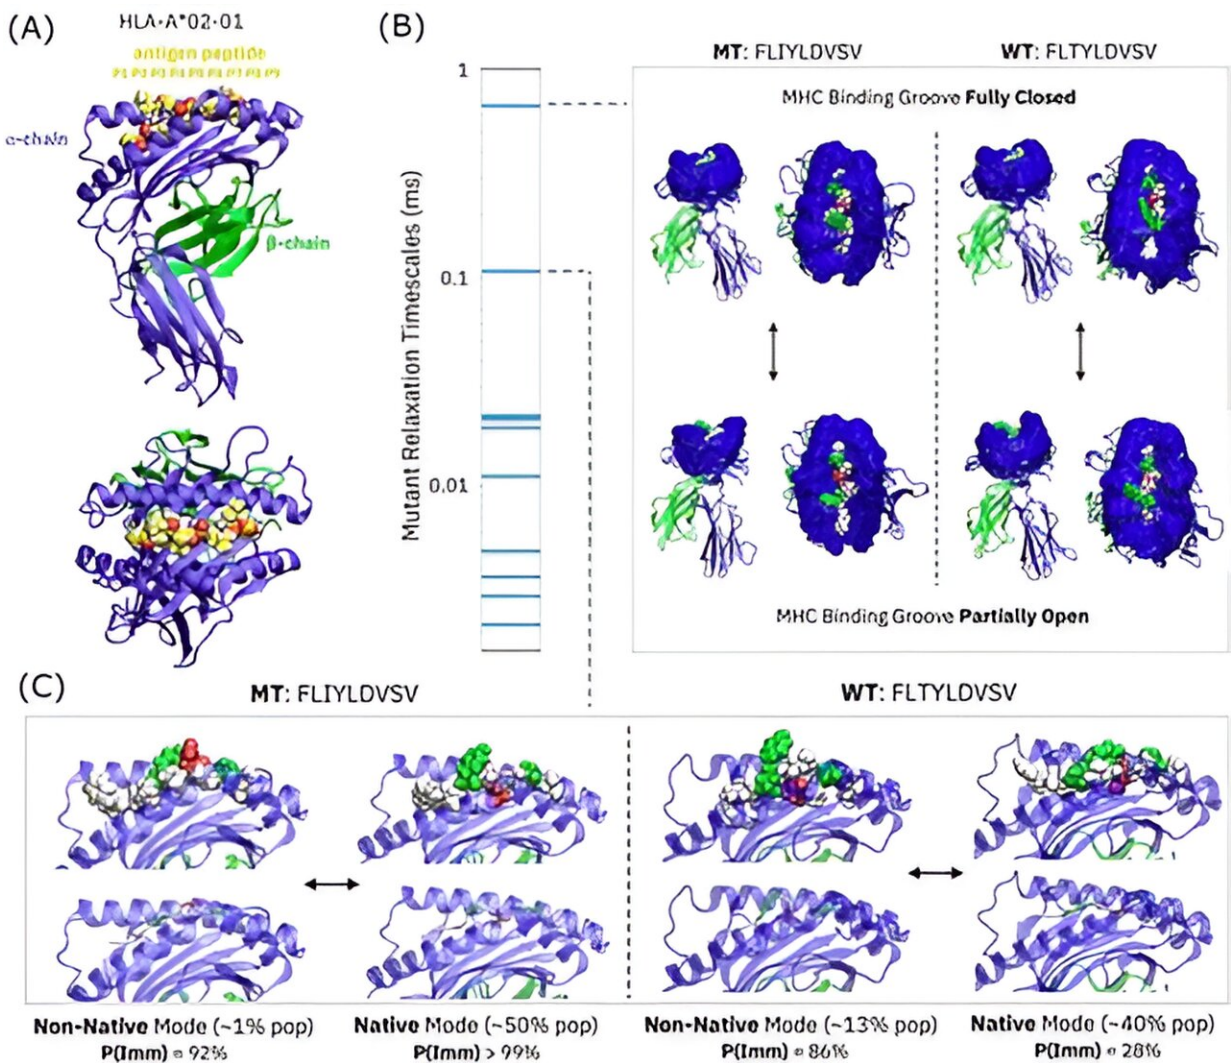 (A)
HLA-A*02-01
antigen peptide
α-chain
β-chain
(B)
MT: FLIYLDVSV
WT: FLTYLDVSV
MHC Binding Groove Fully Closed
Mutant Relaxation Timescales (ms)
1
0.1
0.01
MHC Binding Groove Partially Open
(C)
MT: FLIYLDVSV
WT: FLTYLDVSV
Non-Native Mode (~1% pop)
P(Imm) = 92%
Native Mode (~50% pop)
P(Imm) > 99%
Non-Native Mode (~13% pop)
P(Imm) = 86%
Native Mode (~40% pop)
P(Imm) = 28%